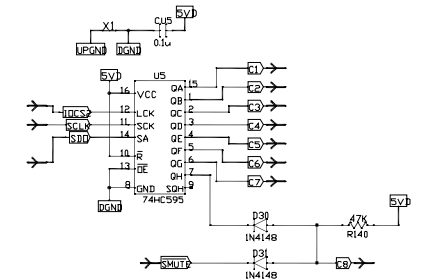 5VD
X1
CU5
0.1u
UPGND
DGND
5VD
U5
16 VCC
QA 15 C1
QB 1 C2
IOCS2 12 LCK QC 2 C3
SCLK 11 SCK QD 3 C4
SDO 14 SA QE 4 C5
QF 5 C6
10 R QG 6 C7
13 OE QH 7
8 GND SQH 9
74HC595
DGND
D30
1N4148
5VD
47K
R140
D31
SMUTE
1N4148
C8